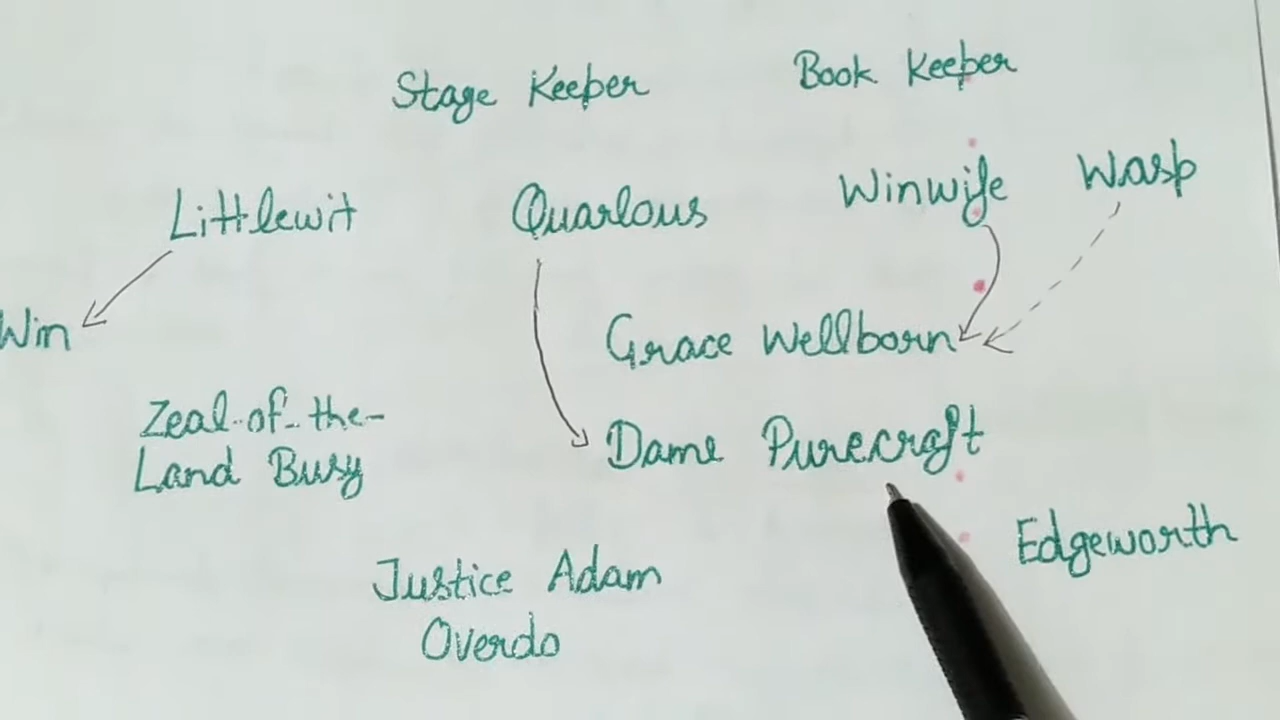 Stage Keeper Book Keeper
Littlewit Quarlous Winwife Wasp
Win Grace Wellborn
Zeal-of-the-
Land Busy
Dame Purecraft
Justice Adam
Overdo
Edgeworth